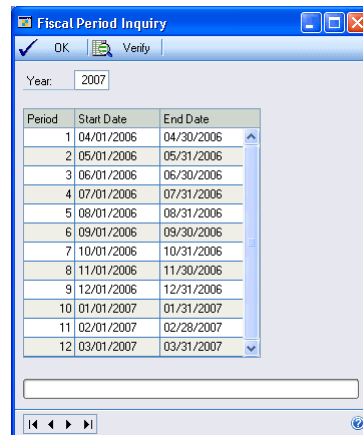 Fiscal Period Inquiry
OK Verify
Year: 2007
Period Start Date End Date
1 04/01/2006 04/30/2006
2 05/01/2006 05/31/2006
3 06/01/2006 06/30/2006
4 07/01/2006 07/31/2006
5 08/01/2006 08/31/2006
6 09/01/2006 09/30/2006
7 10/01/2006 10/31/2006
8 11/01/2006 11/30/2006
9 12/01/2006 12/31/2006
10 01/01/2007 01/31/2007
11 02/01/2007 02/28/2007
12 03/01/2007 03/31/2007